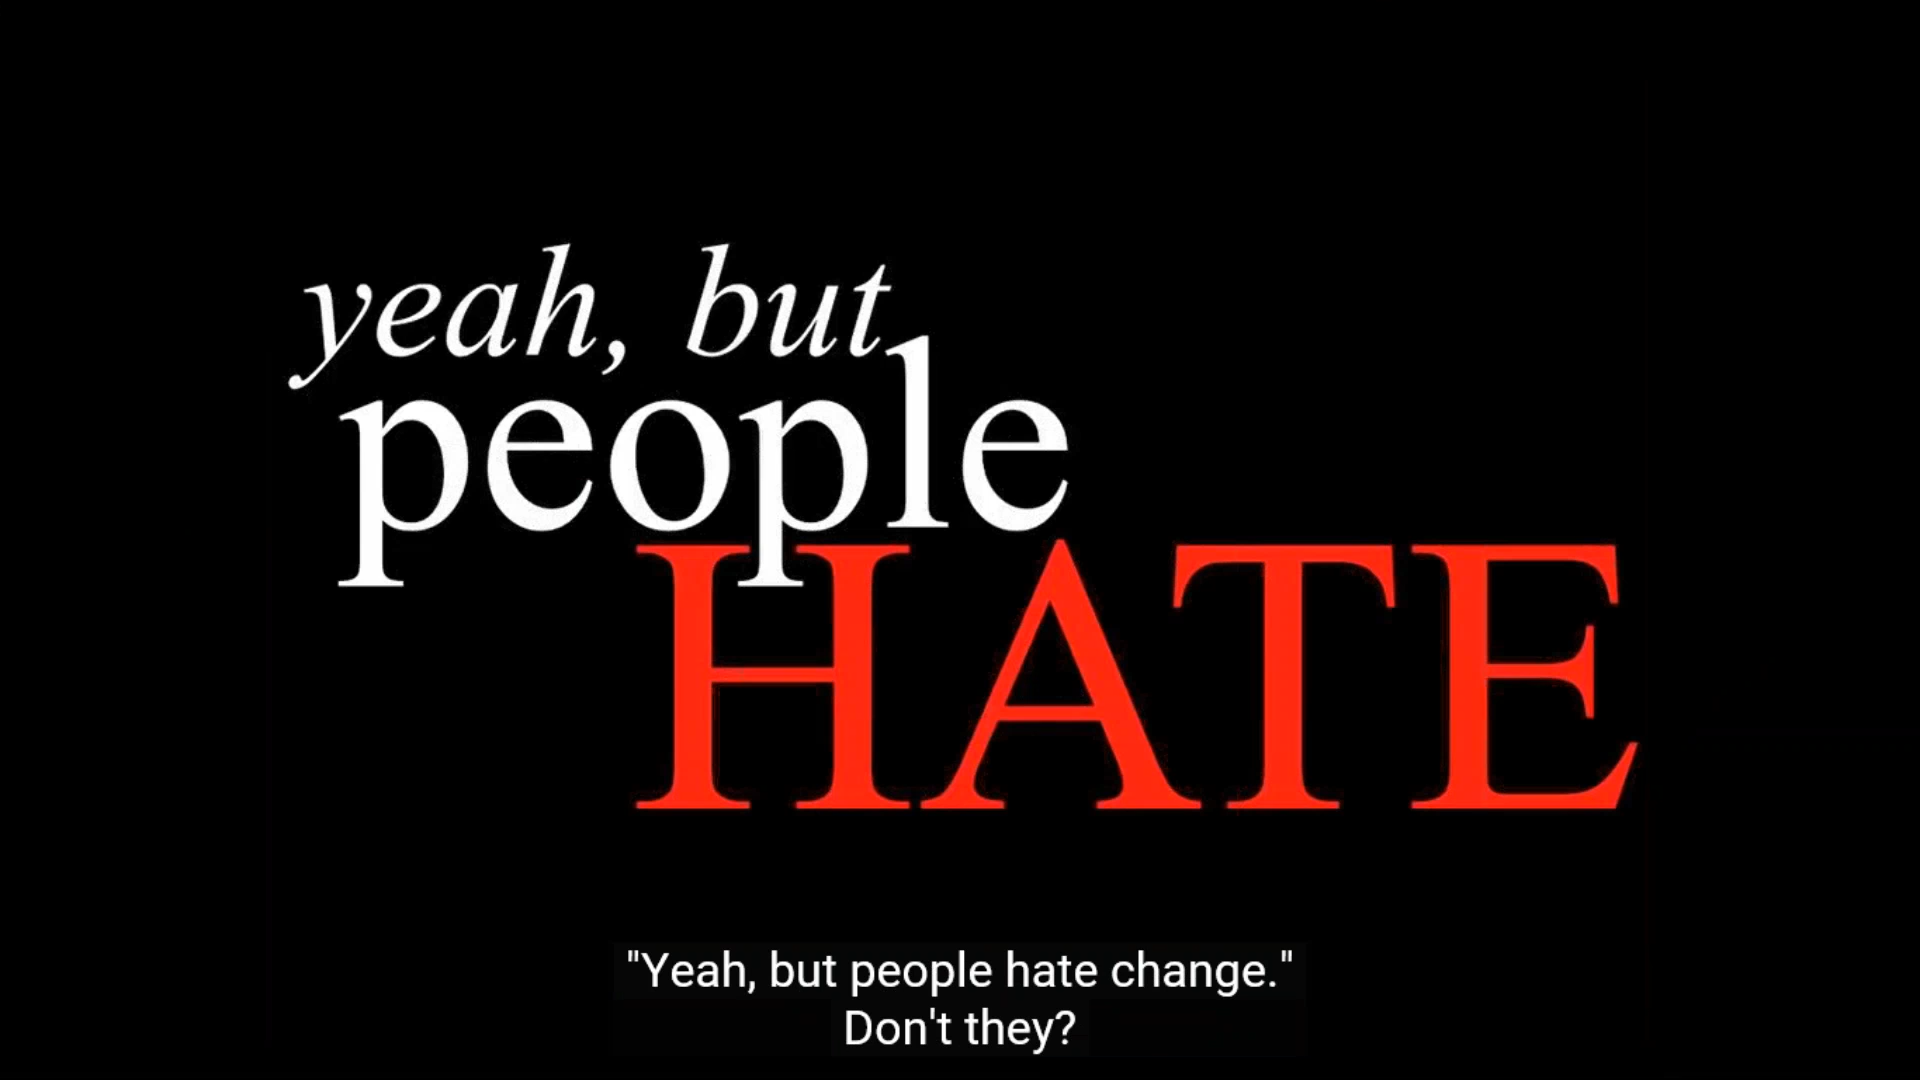 yeah, but
people
HATE
"Yeah, but people hate change."
Don't they?